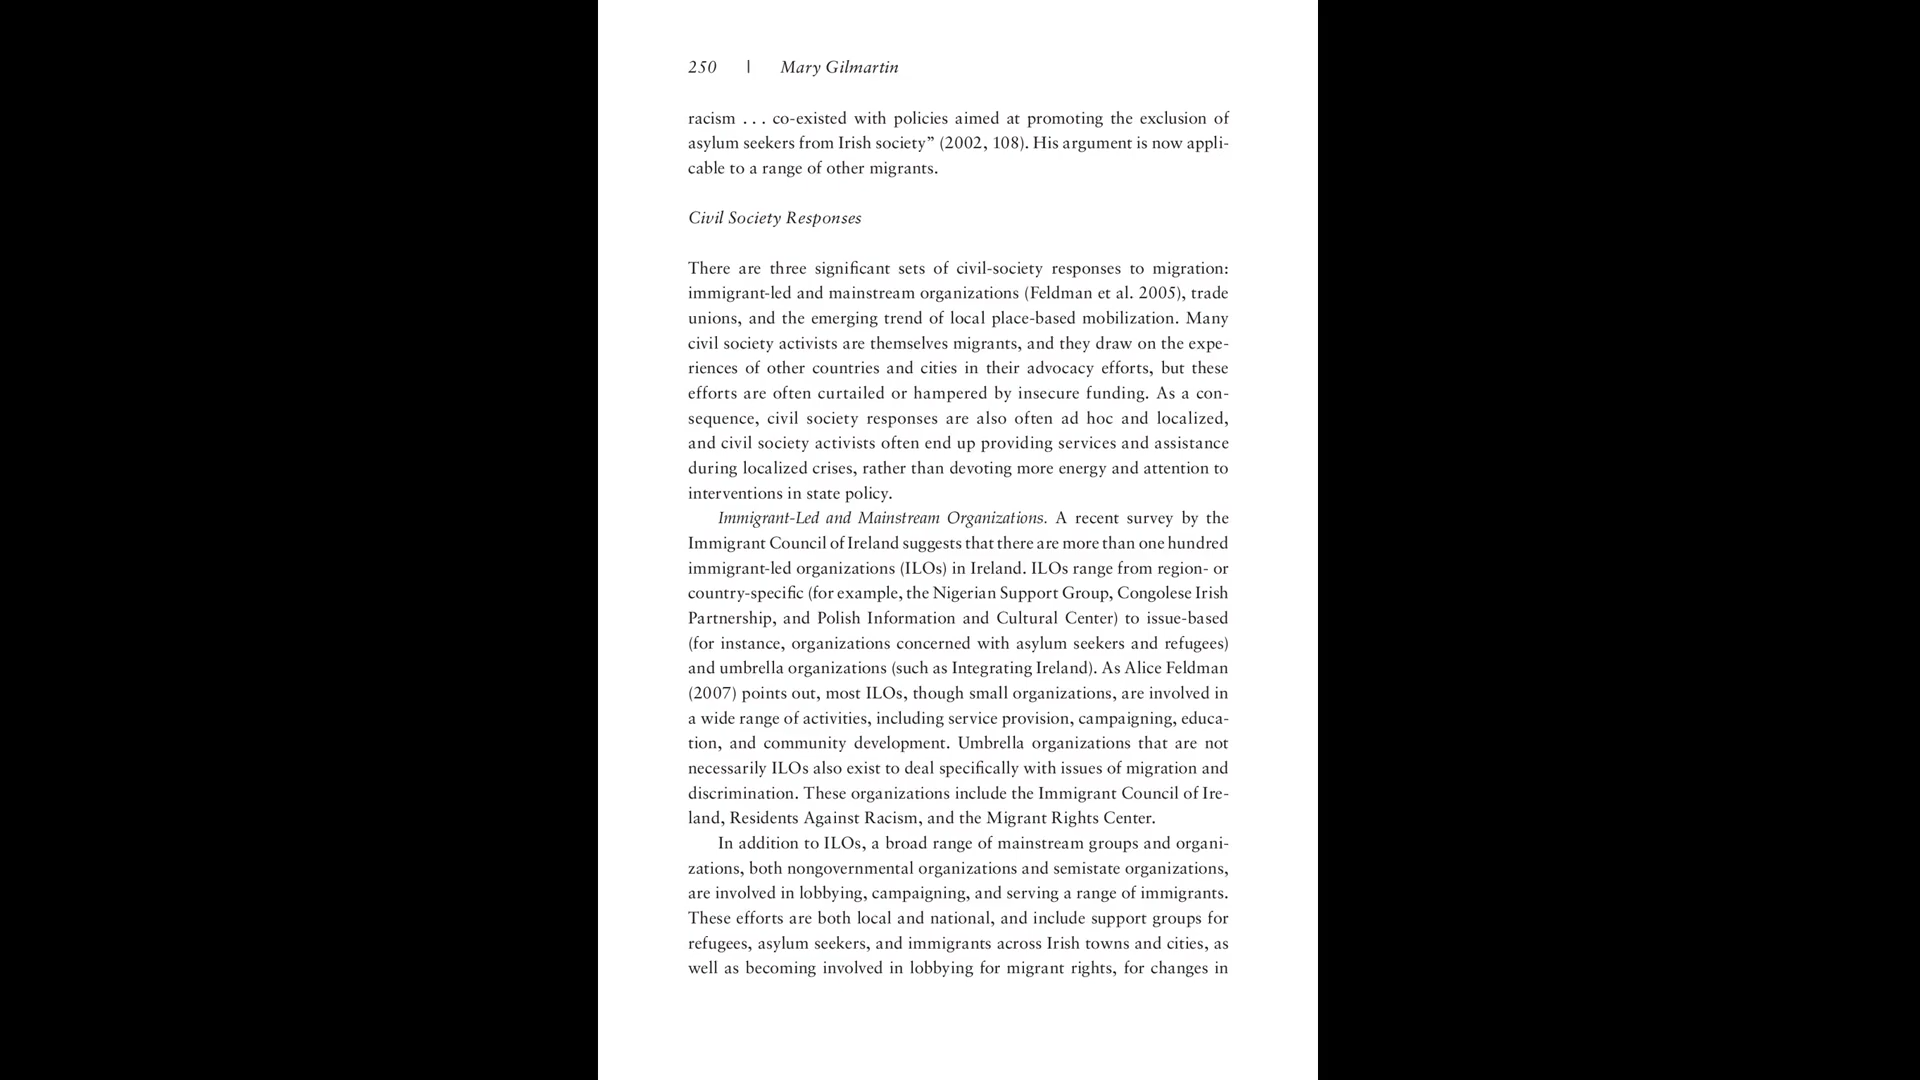 250 | Mary Gilmartin
racism . . . co-existed with policies aimed at promoting the exclusion of
asylum seekers from Irish society” (2002, 108). His argument is now appli-
cable to a range of other migrants.
Civil Society Responses
There are three significant sets of civil-society responses to migration:
immigrant-led and mainstream organizations (Feldman et al. 2005), trade
unions, and the emerging trend of local place-based mobilization. Many
civil society activists are themselves migrants, and they draw on the expe-
riences of other countries and cities in their advocacy efforts, but these
efforts are often curtailed or hampered by insecure funding. As a con-
sequence, civil society responses are also often ad hoc and localized,
and civil society activists often end up providing services and assistance
during localized crises, rather than devoting more energy and attention to
interventions in state policy.
Immigrant-Led and Mainstream Organizations. A recent survey by the
Immigrant Council of Ireland suggests that there are more than one hundred
immigrant-led organizations (ILOs) in Ireland. ILOs range from region- or
country-specific (for example, the Nigerian Support Group, Congolese Irish
Partnership, and Polish Information and Cultural Center) to issue-based
(for instance, organizations concerned with asylum seekers and refugees)
and umbrella organizations (such as Integrating Ireland). As Alice Feldman
(2007) points out, most ILOs, though small organizations, are involved in
a wide range of activities, including service provision, campaigning, educa-
tion, and community development. Umbrella organizations that are not
necessarily ILOs also exist to deal specifically with issues of migration and
discrimination. These organizations include the Immigrant Council of Ire-
land, Residents Against Racism, and the Migrant Rights Center.
In addition to ILOs, a broad range of mainstream groups and organi-
zations, both nongovernmental organizations and semistate organizations,
are involved in lobbying, campaigning, and serving a range of immigrants.
These efforts are both local and national, and include support groups for
refugees, asylum seekers, and immigrants across Irish towns and cities, as
well as becoming involved in lobbying for migrant rights, for changes in